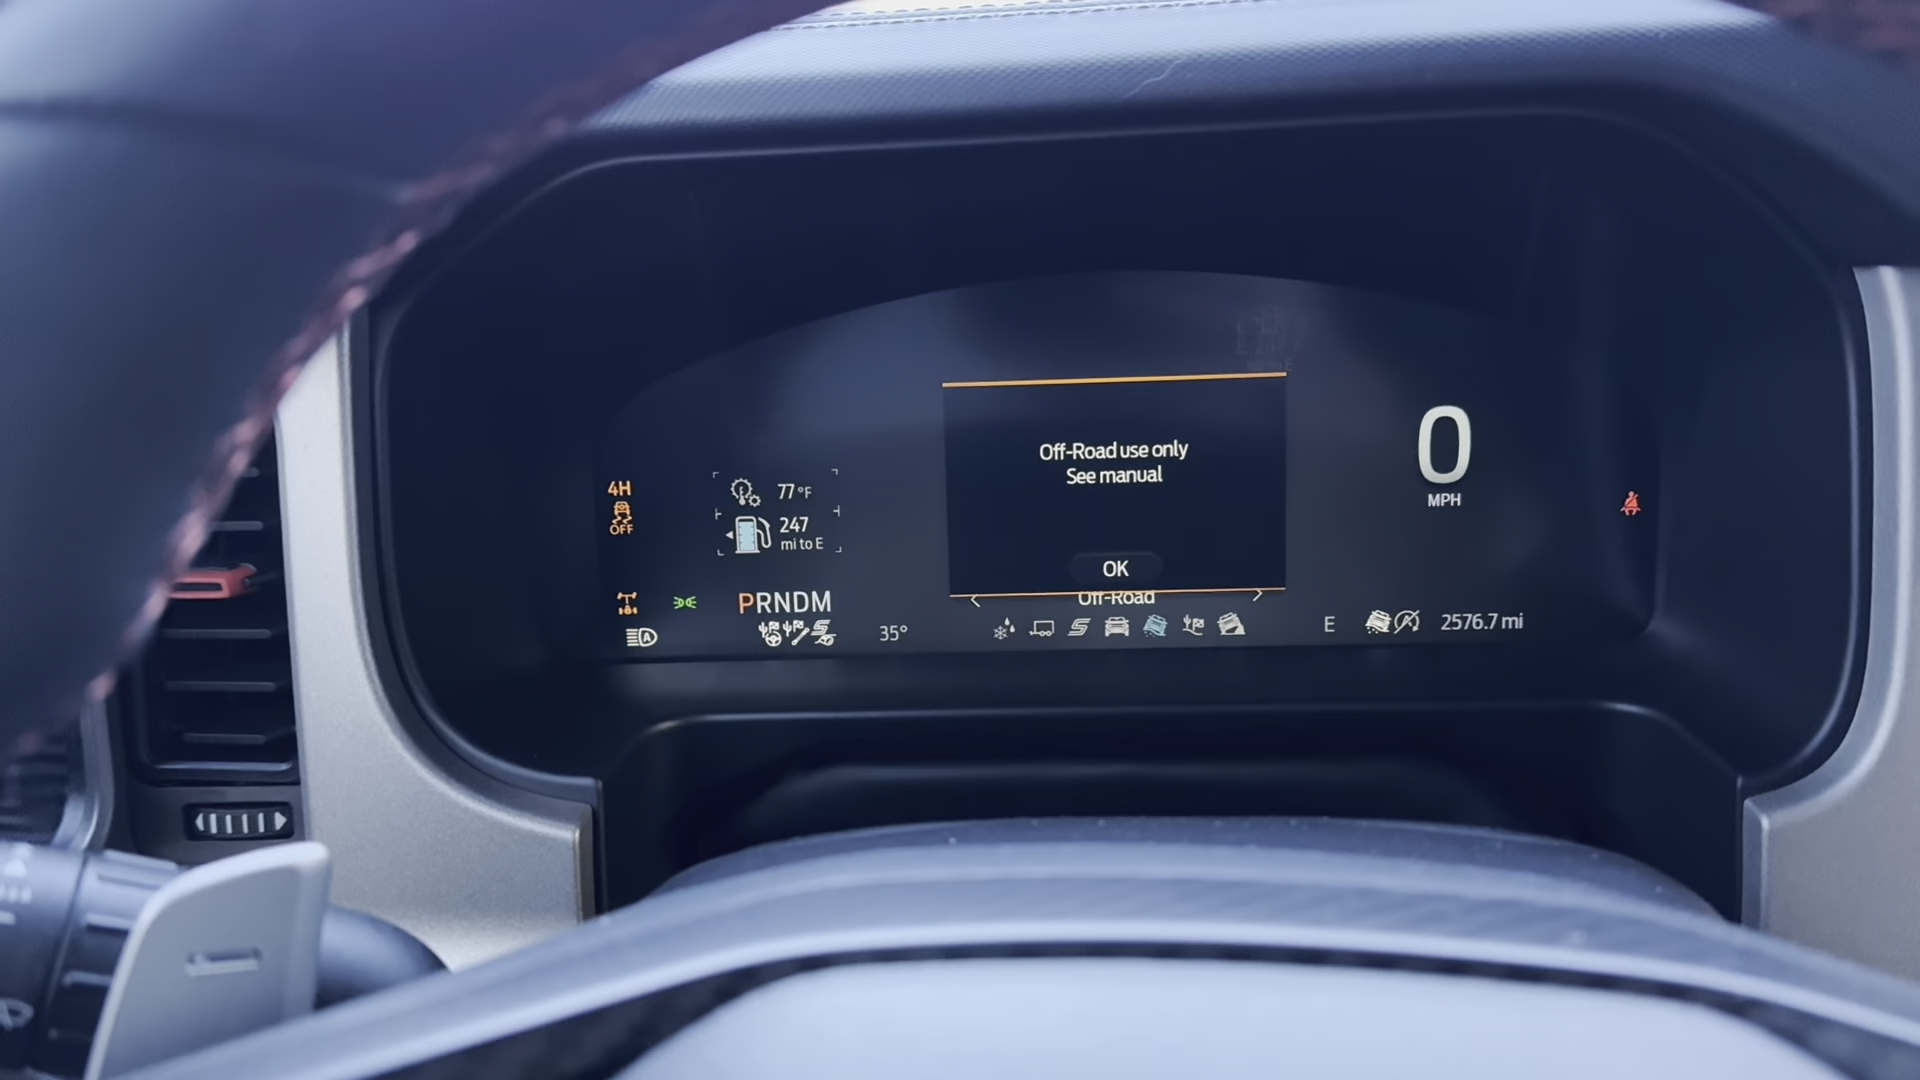 Off-Road use only
See manual
OK
Off-Road
0
MPH
4H
OFF
77 °F
247
mi to E
PRNDM
A
35°
E
2576.7 mi